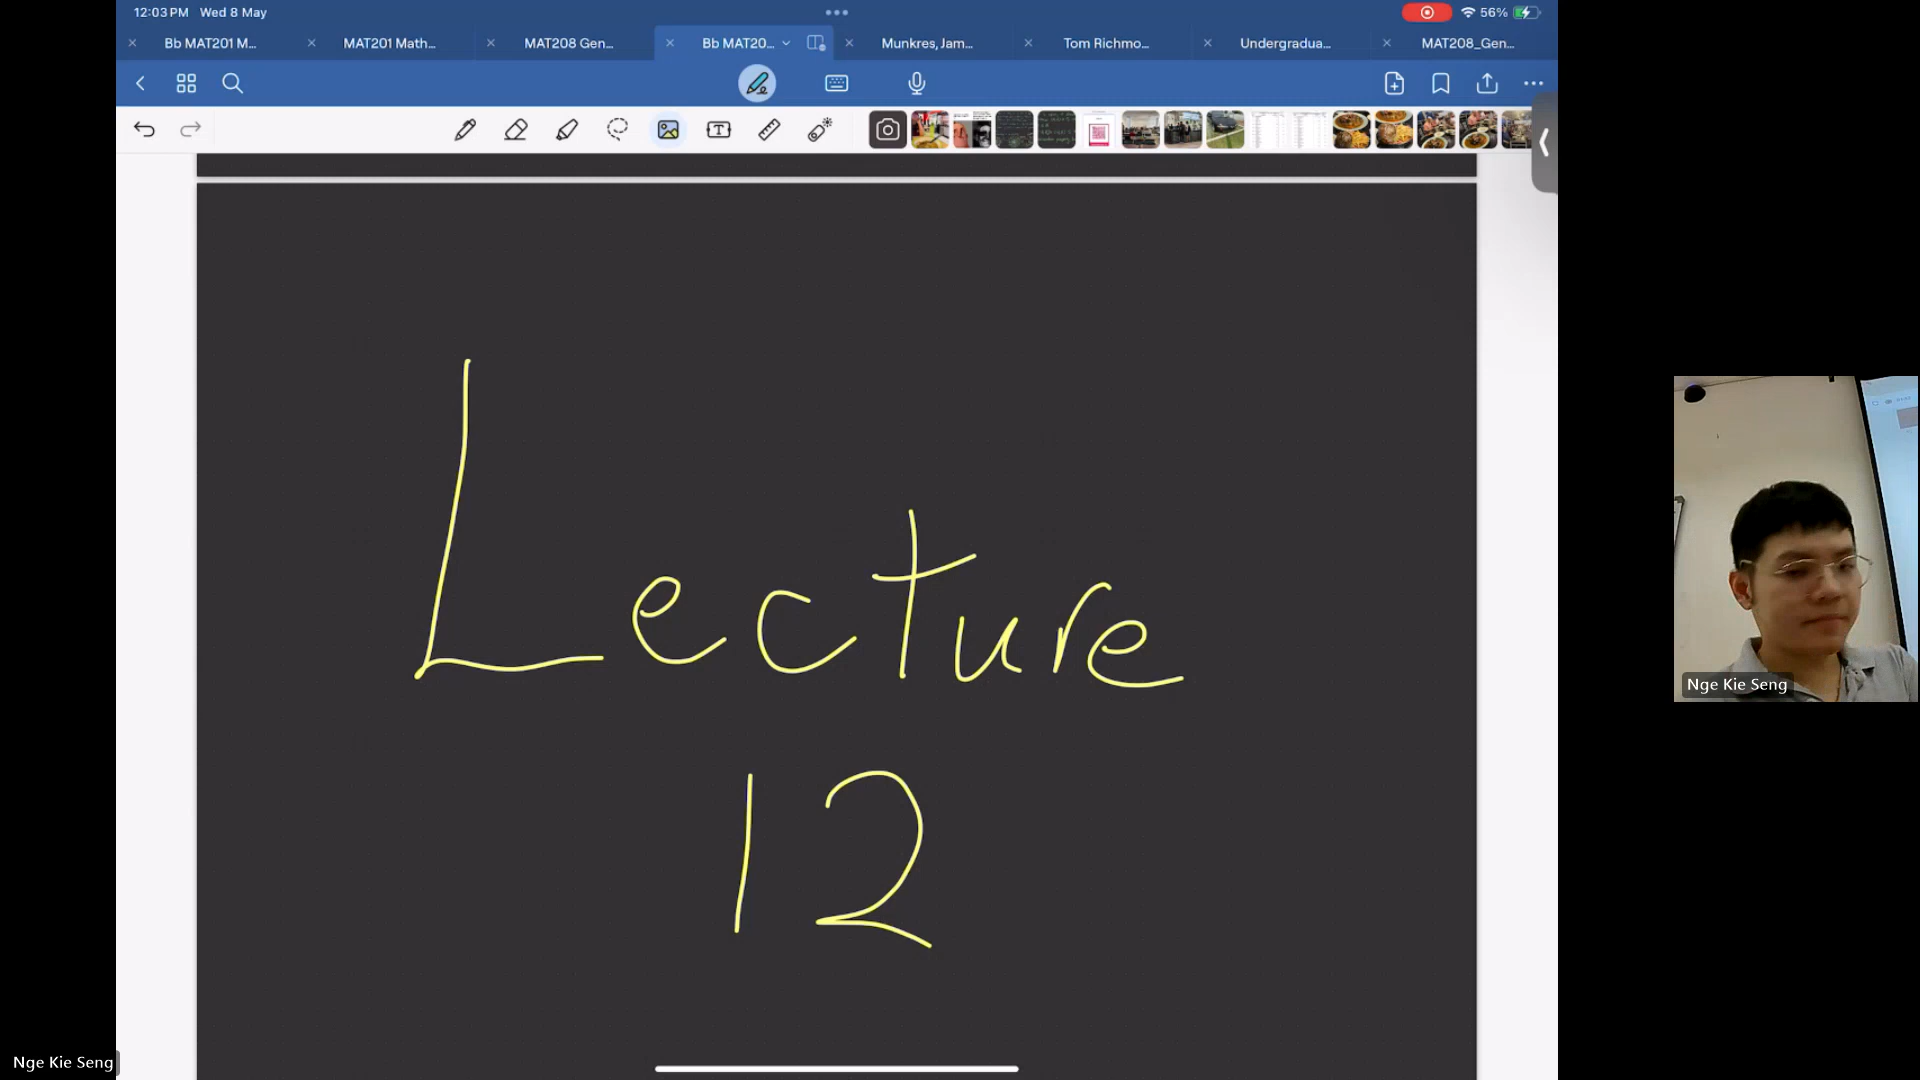 12:03 PM Wed 8 May
56%
Bb MAT201 M...
MAT201 Math...
MAT208 Gen...
Bb MAT20...
Munkres, Jam...
Tom Richmo...
Undergradua...
MAT208_Gen...
Lecture
12
Nge Kie Seng
Nge Kie Seng